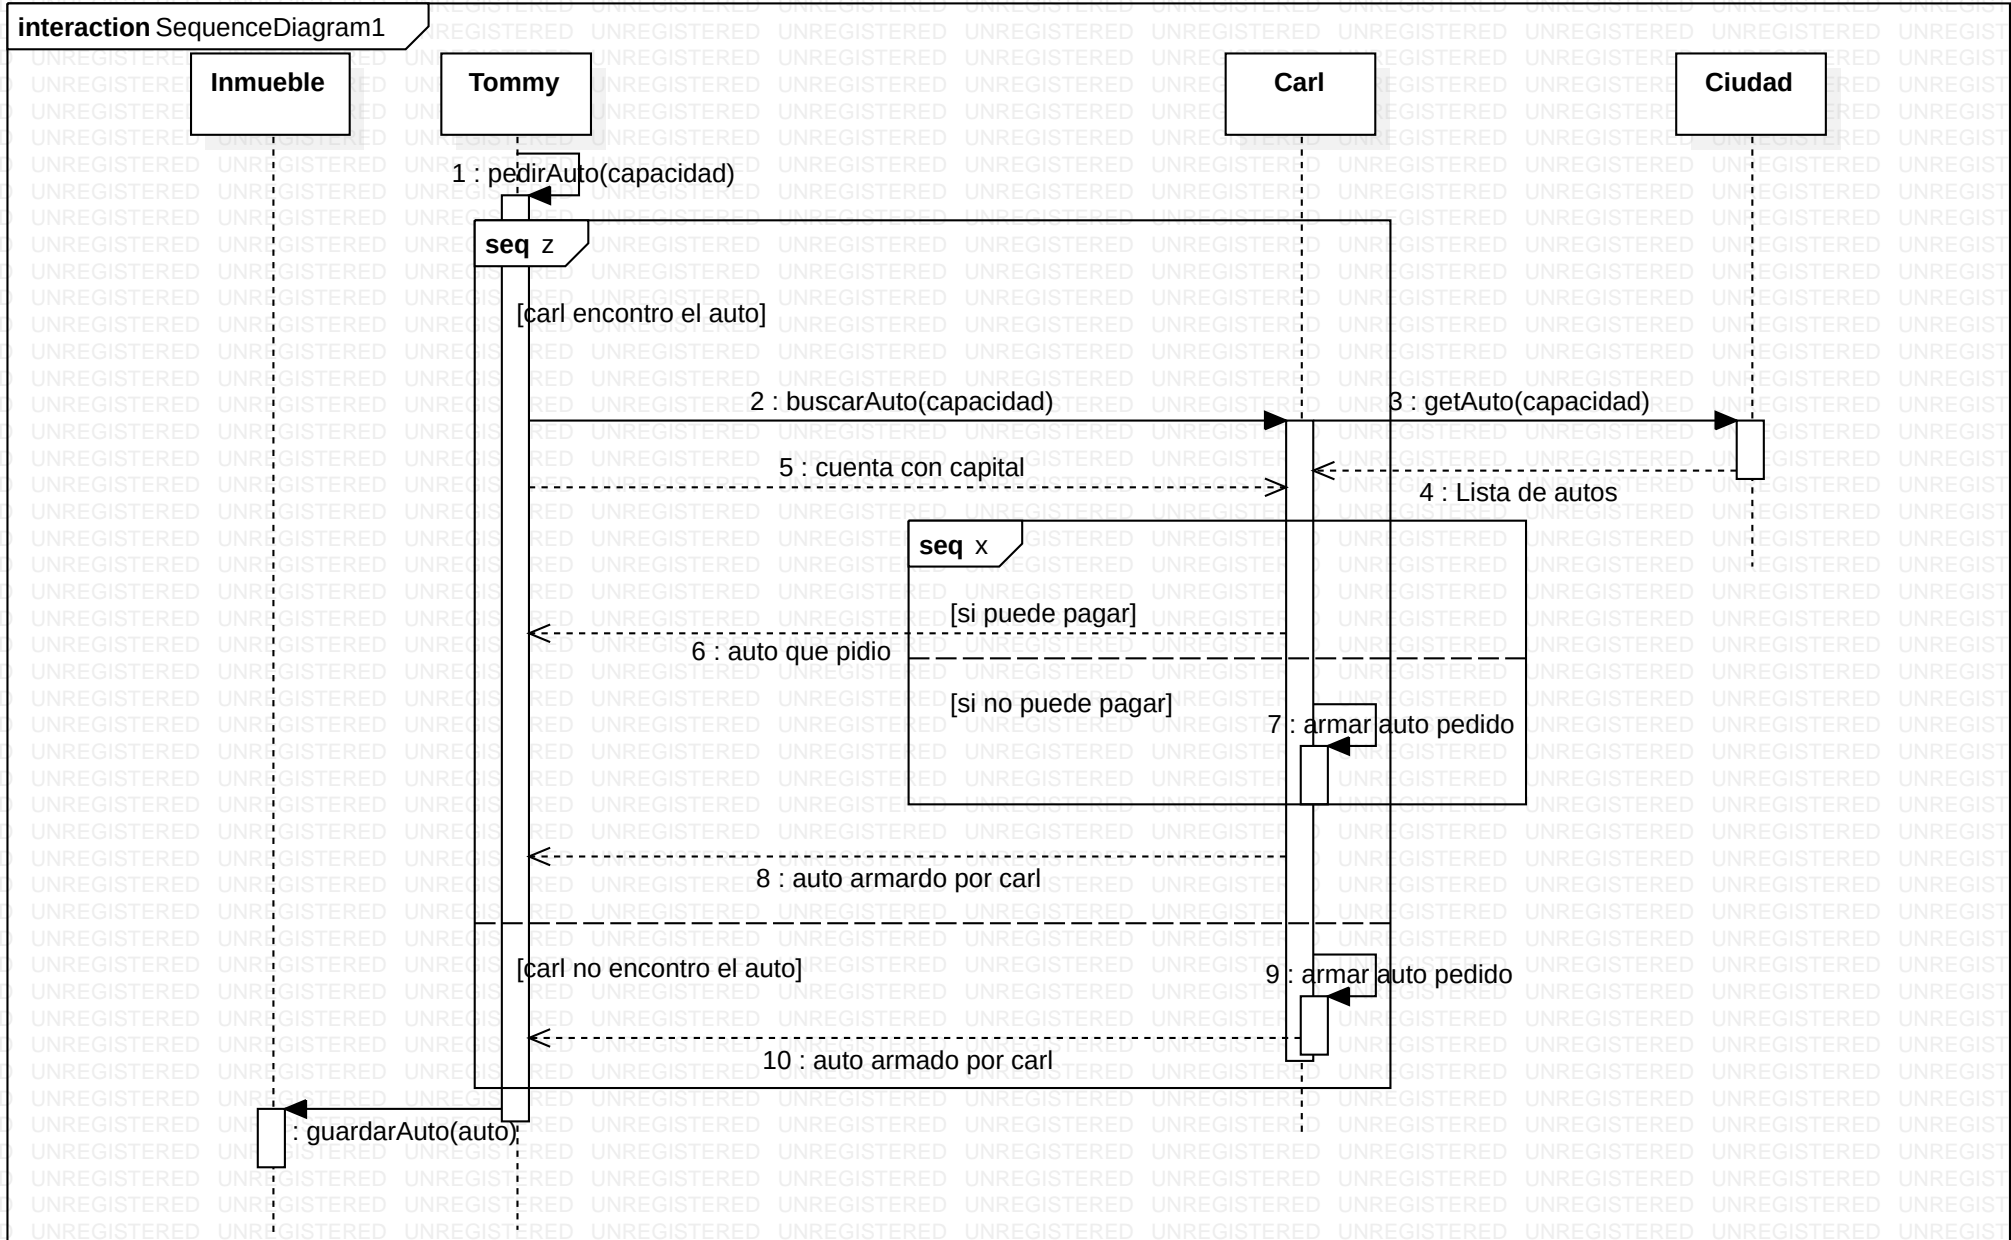 interaction SequenceDiagram1
Inmueble
Tommy
Carl
Ciudad
1 : pedirAuto(capacidad)
seq z
[carl encontro el auto]
2 : buscarAuto(capacidad)
3 : getAuto(capacidad)
5 : cuenta con capital
4 : Lista de autos
seq x
[si puede pagar]
6 : auto que pidio
[si no puede pagar]
7 : armar auto pedido
8 : auto armardo por carl
[carl no encontro el auto]
9 : armar auto pedido
10 : auto armado por carl
: guardarAuto(auto)
UNREGISTERED